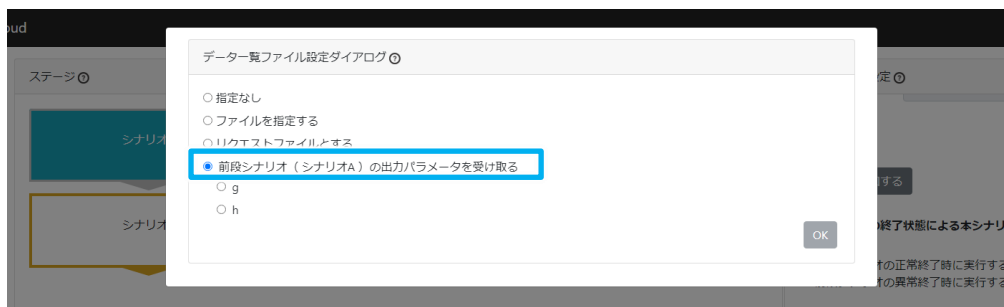 oud
データ一覧ファイル設定ダイアログ
ステージ
定
指定なし
ファイルを指定する
リクエストファイルとする
シナリオ
前段シナリオ（シナリオA）の出力パラメータを受け取る
g
する
h
シナリオ
OK
終了状態による本シナリ
オの正常終了時に実行する
オの異常終了時に実行する